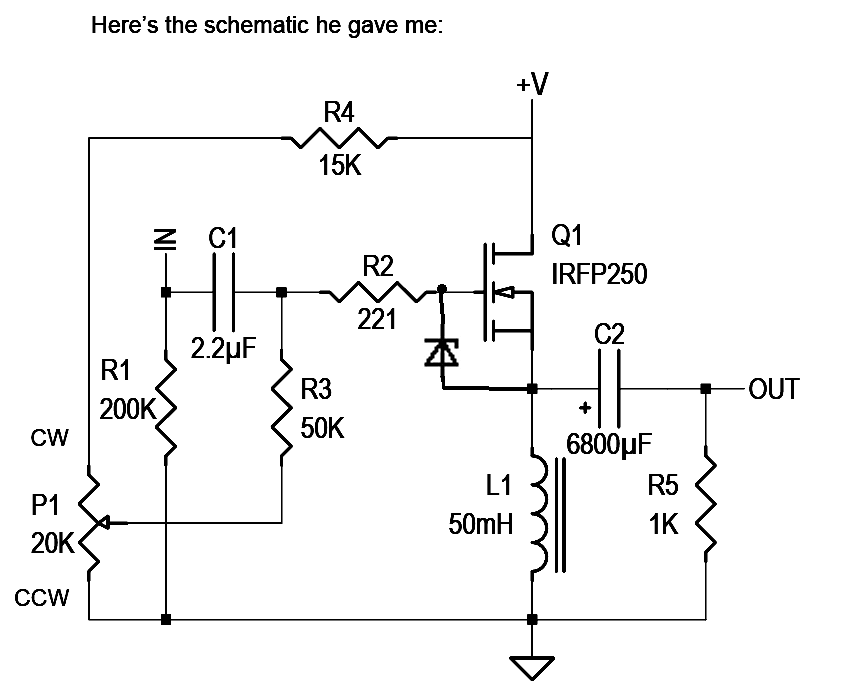 Here's the schematic he gave me:
+V
R4
15K
IN
C1
2.2µF
R2
221
Q1
IRFP250
R1
200K
R3
50K
C2
+
6800µF
OUT
CW
P1
20K
CCW
L1
50mH
R5
1K